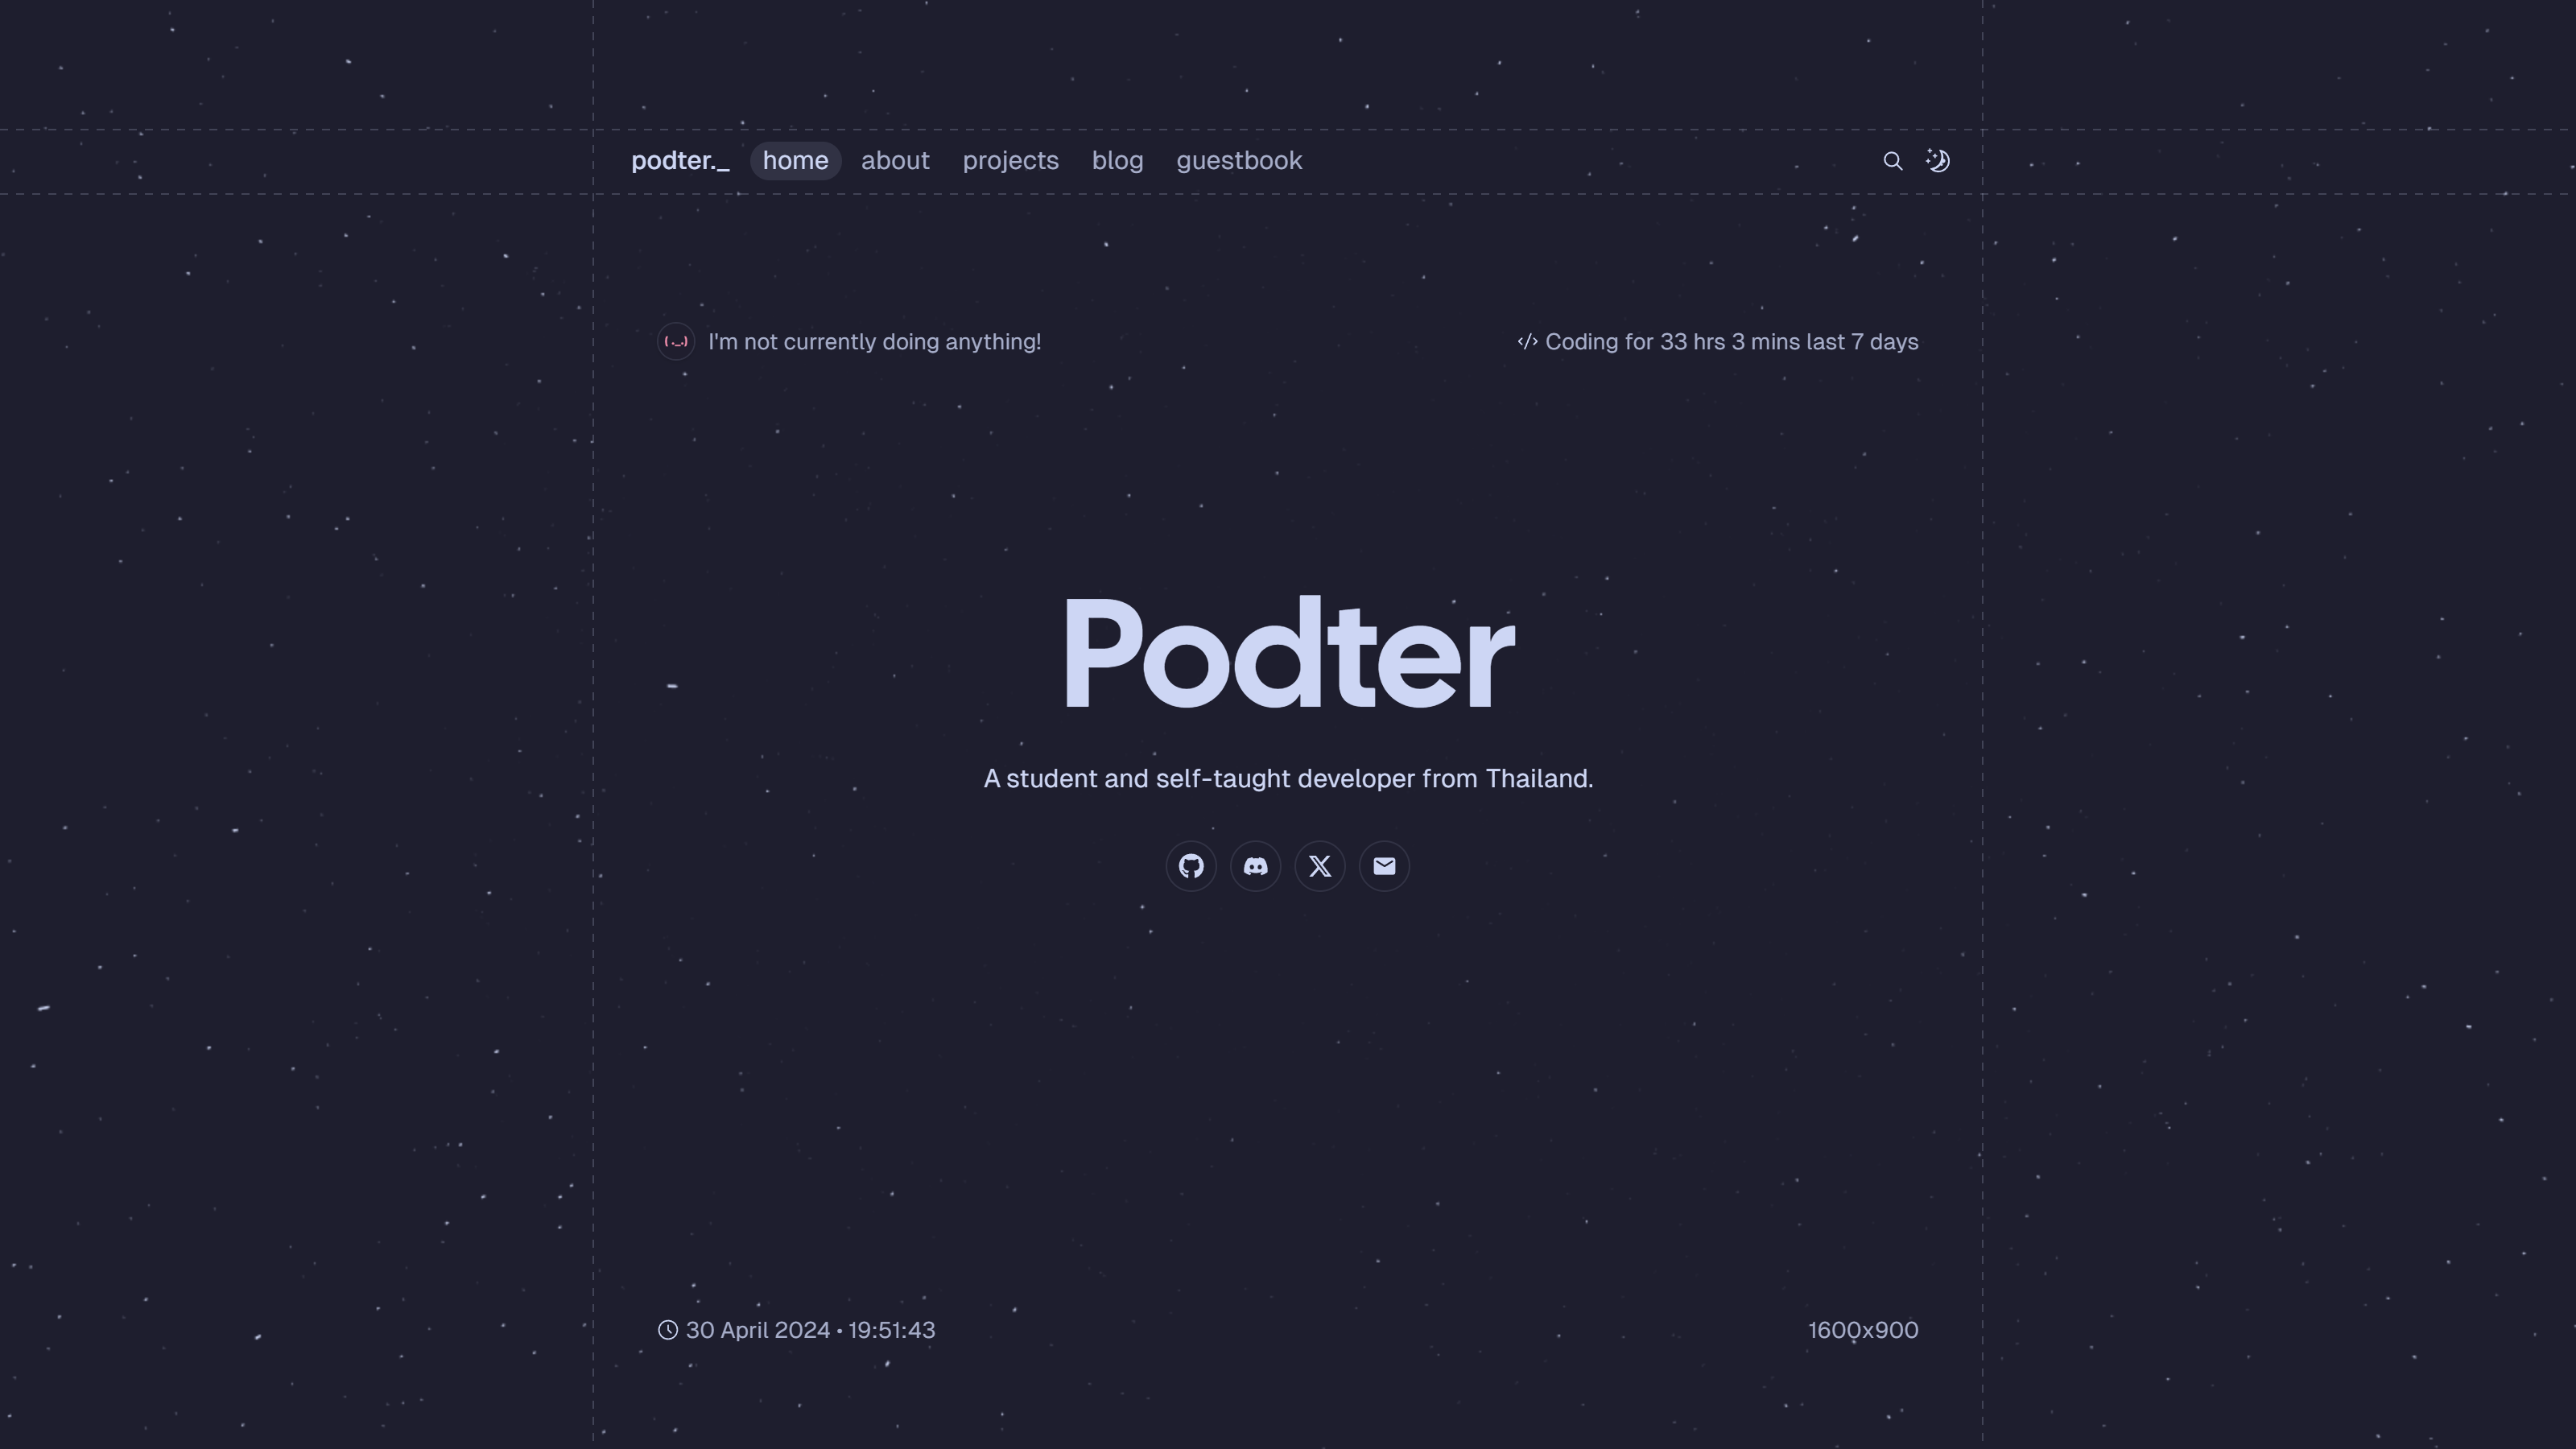 podter._ home about projects blog guestbook
(._.) I'm not currently doing anything!
</> Coding for 33 hrs 3 mins last 7 days
Podter
A student and self-taught developer from Thailand.
30 April 2024 • 19:51:43
1600x900